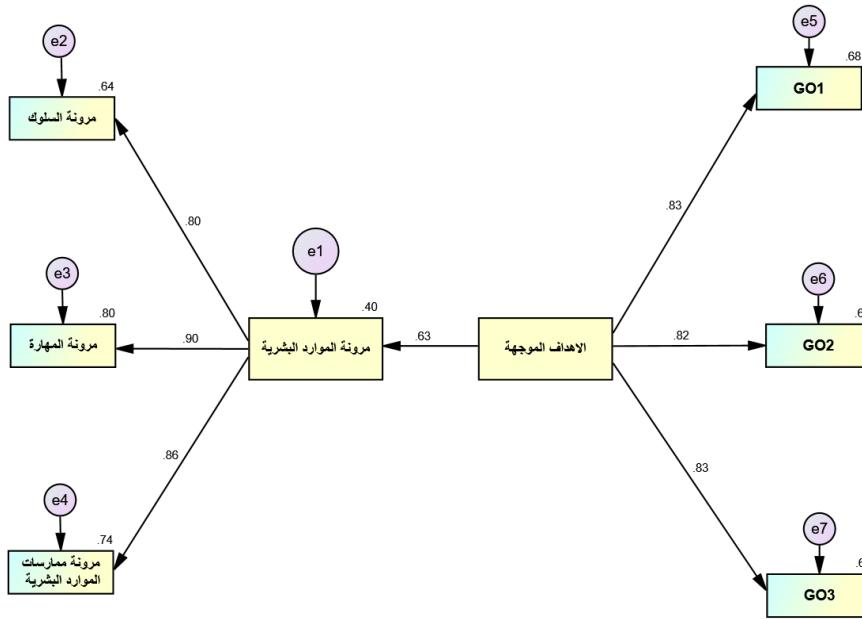 e2
e5
.64
.68
مرونة السلوك
GO1
.80
.83
e3
e1
e6
.80
.40
مرونة المهارة
.90
مرونة الموارد البشرية
.63
الاهداف الموجهة
.82
GO2
.86
.83
e4
e7
.74
مرونة ممارسات
الموارد البشرية
GO3